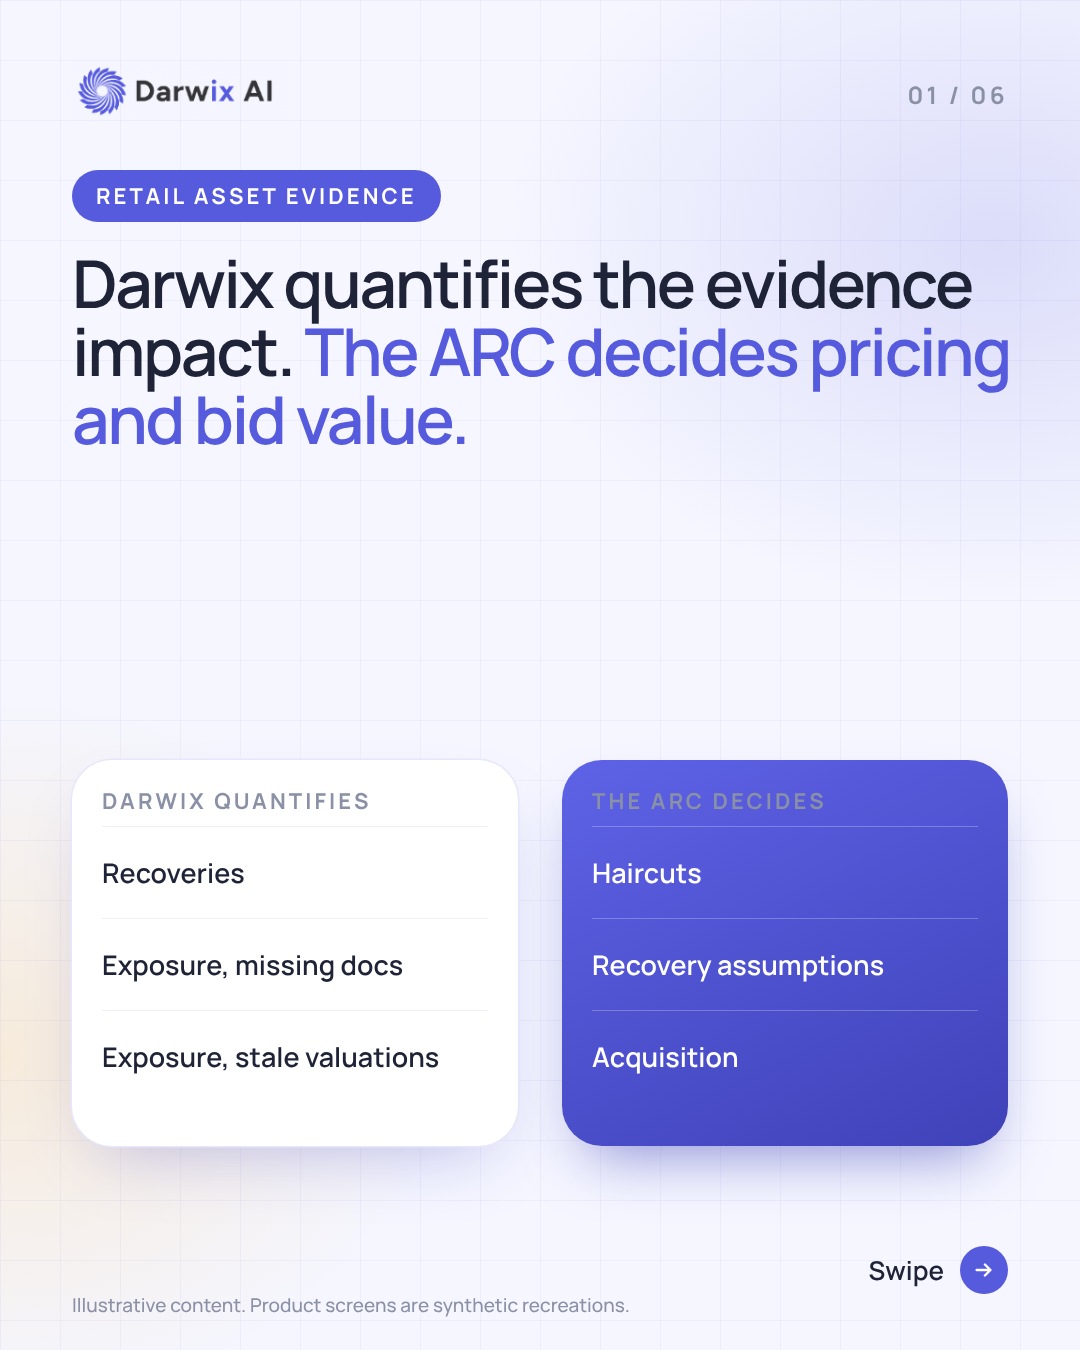 Darwix AI
01 / 06
RETAIL ASSET EVIDENCE
Darwix quantifies the evidence
impact. The ARC decides pricing
and bid value.
DARWIX QUANTIFIES
Recoveries
Exposure, missing docs
Exposure, stale valuations
THE ARC DECIDES
Haircuts
Recovery assumptions
Acquisition
Swipe
Illustrative content. Product screens are synthetic recreations.